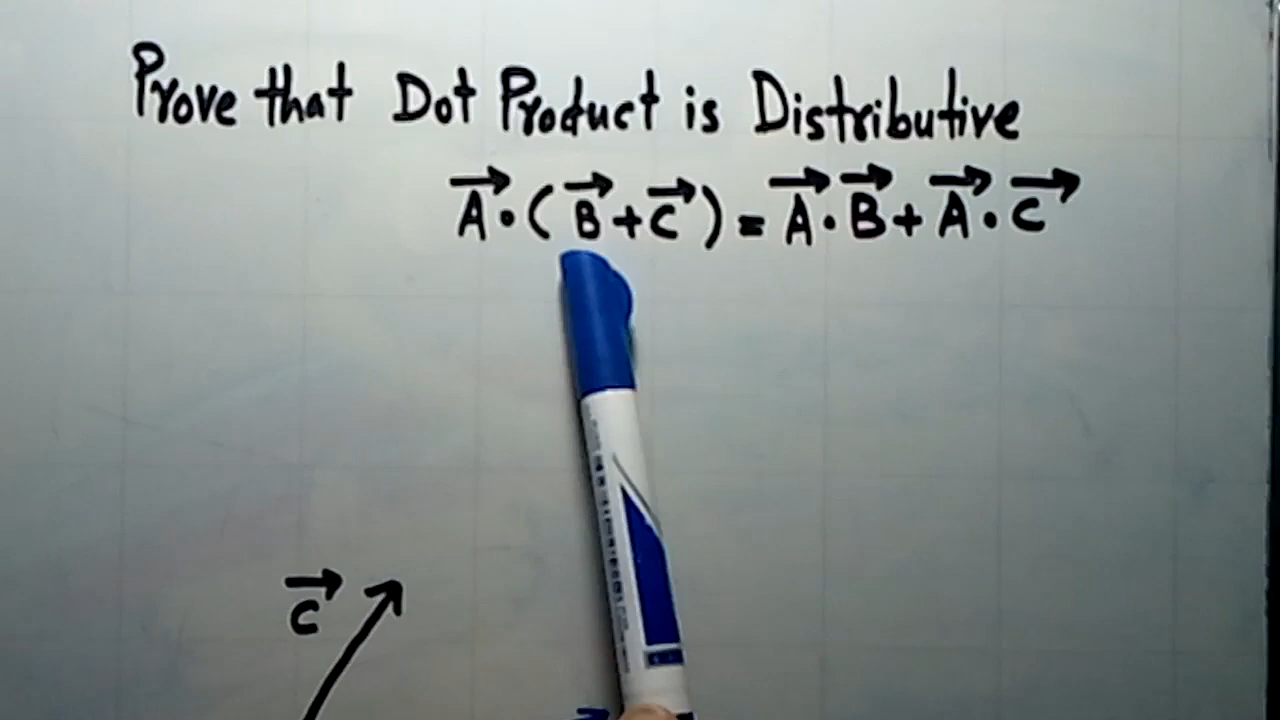 Prove that Dot Product is Distributive
A⃗·(B⃗+C⃗)=A⃗·B⃗+A⃗·C⃗
C⃗